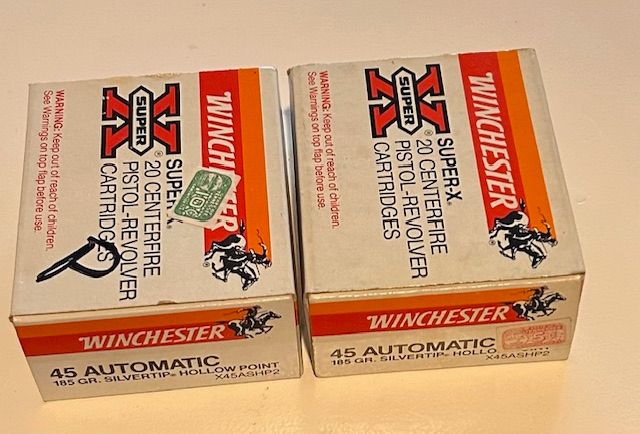 WINCHESTER
SUPER-X®
20 CENTERFIRE
PISTOL-REVOLVER
CARTRIDGES
X
SUPER
®
WARNING: Keep out of reach of children.
See Warnings on top flap before use.
P
WINCHESTER
45 AUTOMATIC
185 GR. SILVERTIP® HOLLOW POINT
X45ASHP2
WINCHESTER
SUPER-X®
20 CENTERFIRE
PISTOL-REVOLVER
CARTRIDGES
X
SUPER
®
WARNING: Keep out of reach of children.
See Warnings on top flap before use.
WINCHESTER
45 AUTOMATIC
185 GR. SILVERTIP® HOLLO
X45ASHP2